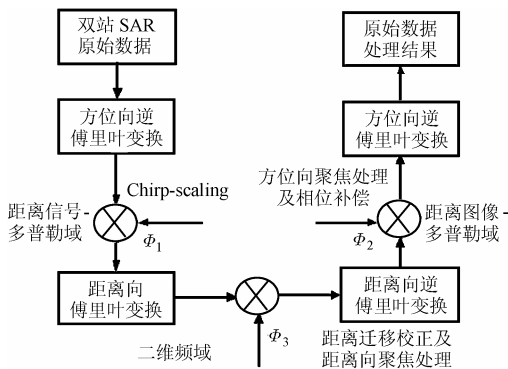 双站 SAR
原始数据
方位向逆
傅里叶变换
Chirp-scaling
距离信号-
多普勒域
Φ1
距离向
傅里叶变换
二维频域
Φ3
距离迁移校正及
距离向聚焦处理
距离向逆
傅里叶变换
距离图像-
多普勒域
Φ2
方位向聚焦处理
及相位补偿
方位向逆
傅里叶变换
原始数据
处理结果